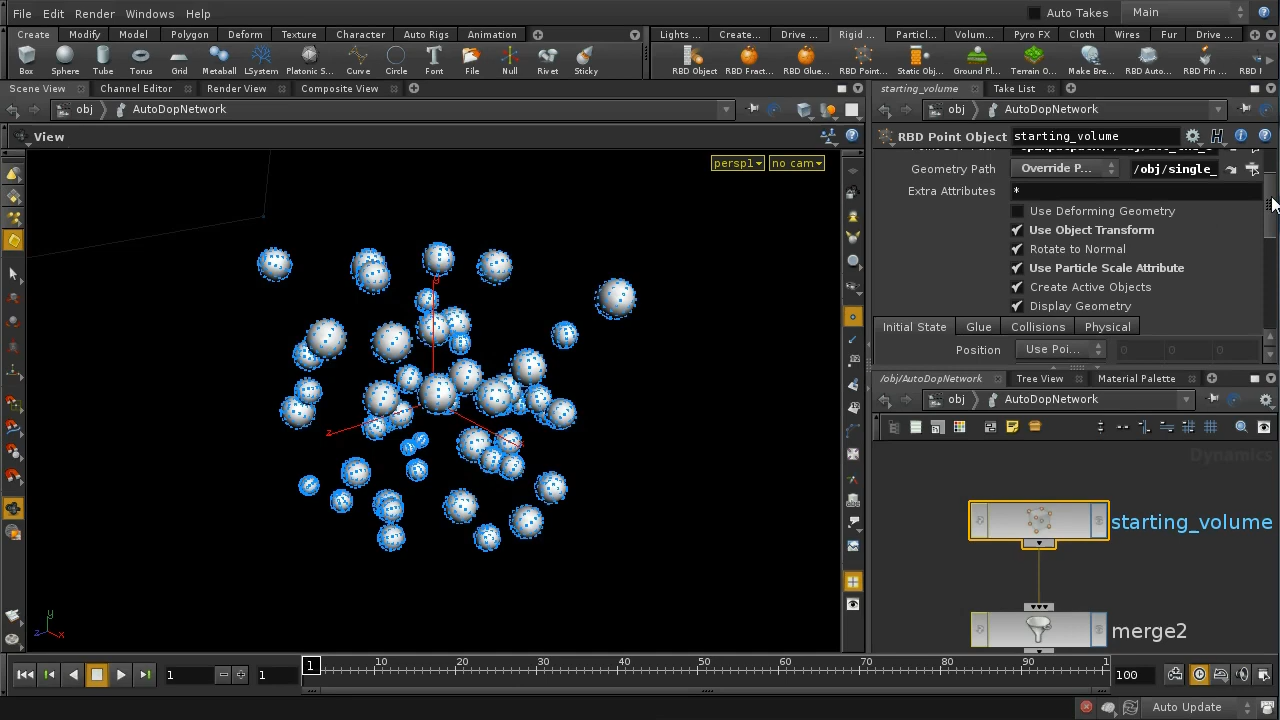 File Edit Render Windows Help Auto Takes Main
Create Modify Model Polygon Deform Texture Character Auto Rigs Animation Lights ... Create... Drive ... Rigid ... Particl... Volum... Pyro FX Cloth Wires Fur Drive ...
Box Sphere Tube Torus Grid Metaball LSystem Platonic S... Curve Circle Font File Null Rivet Sticky RBD Object RBD Fract... RBD Glue... RBD Point... Static Obj... Ground Pl... Terrain O... Make Bre... RBD Auto... RBD Pin ... RBD I
Scene View Channel Editor Render View Composite View starting_volume Take List
obj AutoDopNetwork obj AutoDopNetwork
View
RBD Point Object starting_volume
persp1 no cam
Geometry Path Override P... /obj/single_
Extra Attributes *
Use Deforming Geometry
Use Object Transform
Rotate to Normal
Use Particle Scale Attribute
Create Active Objects
Display Geometry
Initial State Glue Collisions Physical
Position Use Poi... 0 0 0
/obj/AutoDopNetwork Tree View Material Palette
obj AutoDopNetwork
Dynamics
starting_volume
merge2
y
z
x
y
z x
1 1 1 10 20 30 40 50 60 70 80 90 1 100
Auto Update